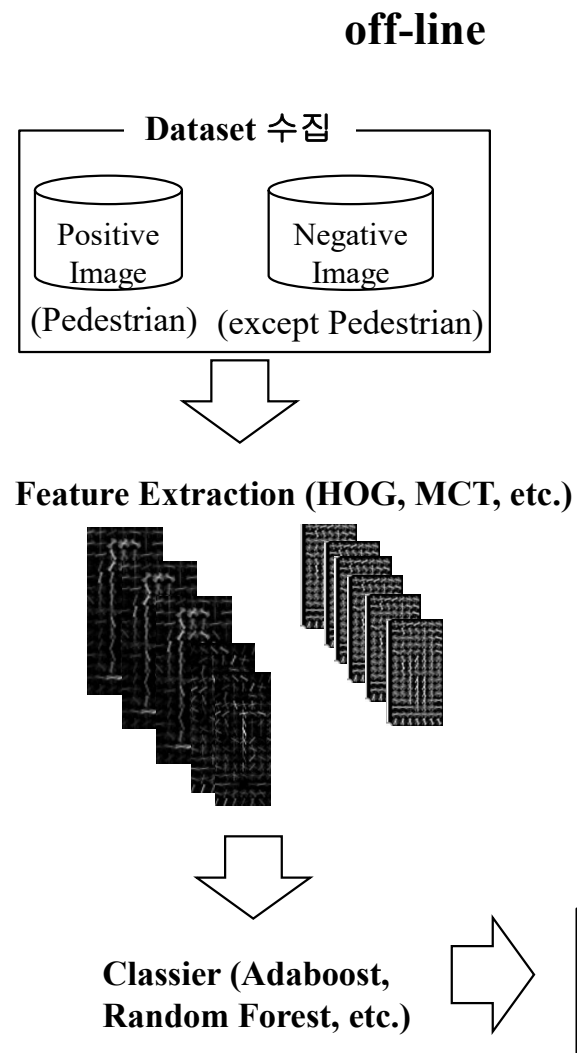 off-line
Dataset 수집
Positive
Image
(Pedestrian)
Negative
Image
(except Pedestrian)
Feature Extraction (HOG, MCT, etc.)
Classier (Adaboost,
Random Forest, etc.)